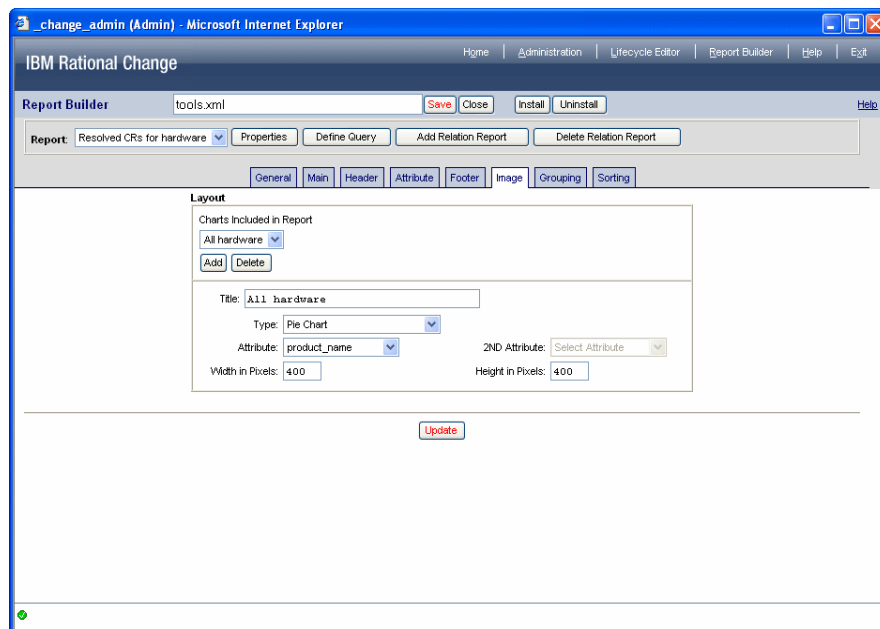 _change_admin (Admin) - Microsoft Internet Explorer
IBM Rational Change
Home Administration Lifecycle Editor Report Builder Help Exit
Report Builder tools.xml Save Close Install Uninstall Help
Report: Resolved CRs for hardware Properties Define Query Add Relation Report Delete Relation Report
General Main Header Attribute Footer Image Grouping Sorting
Layout
Charts Included in Report
All hardware
Add Delete
Title: All hardware
Type: Pie Chart
Attribute: product_name 2ND Attribute: Select Attribute
Width in Pixels: 400 Height in Pixels: 400
Update